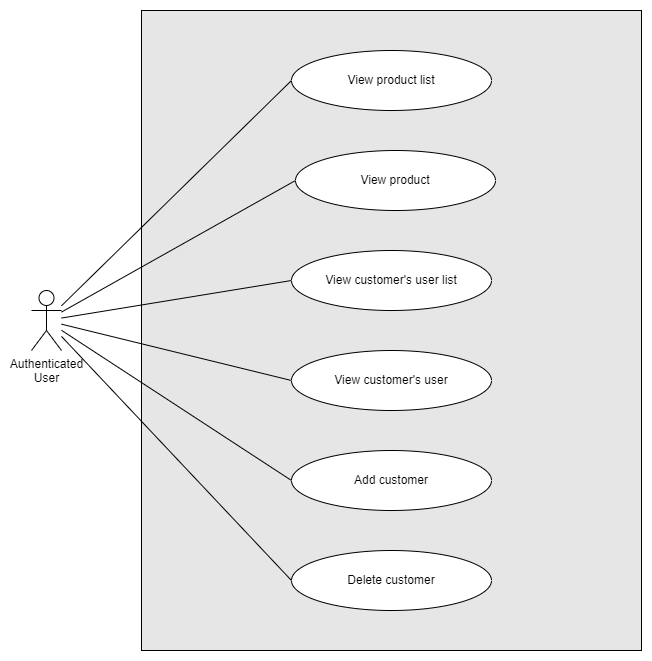 View product list
View product
View customer's user list
Authenticated
User
View customer's user
Add customer
Delete customer